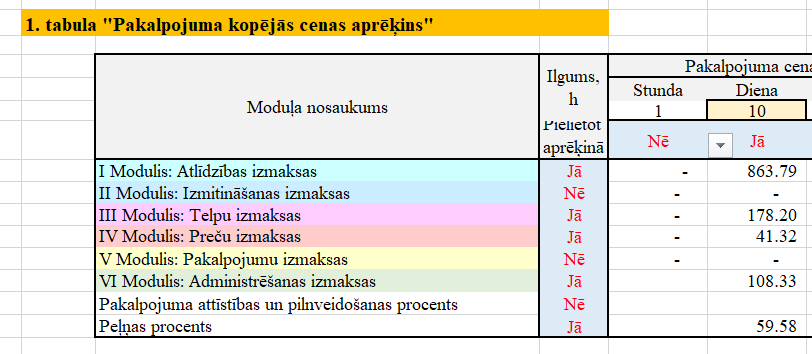 1. tabula "Pakalpojuma kopējās cenas aprēķins"
Moduļa nosaukums
Ilgums,
h
Pakalpojuma cena
Stunda Diena
1 10
Pielietot
aprēķinā
Nē Jā
I Modulis: Atlīdzības izmaksas Jā - 863.79
II Modulis: Izmitināšanas izmaksas Nē - -
III Modulis: Telpu izmaksas Jā - 178.20
IV Modulis: Preču izmaksas Jā - 41.32
V Modulis: Pakalpojumu izmaksas Nē - -
VI Modulis: Administrēšanas izmaksas Jā 108.33
Pakalpojuma attīstības un pilnveidošanas procents Nē
Peļņas procents Jā 59.58